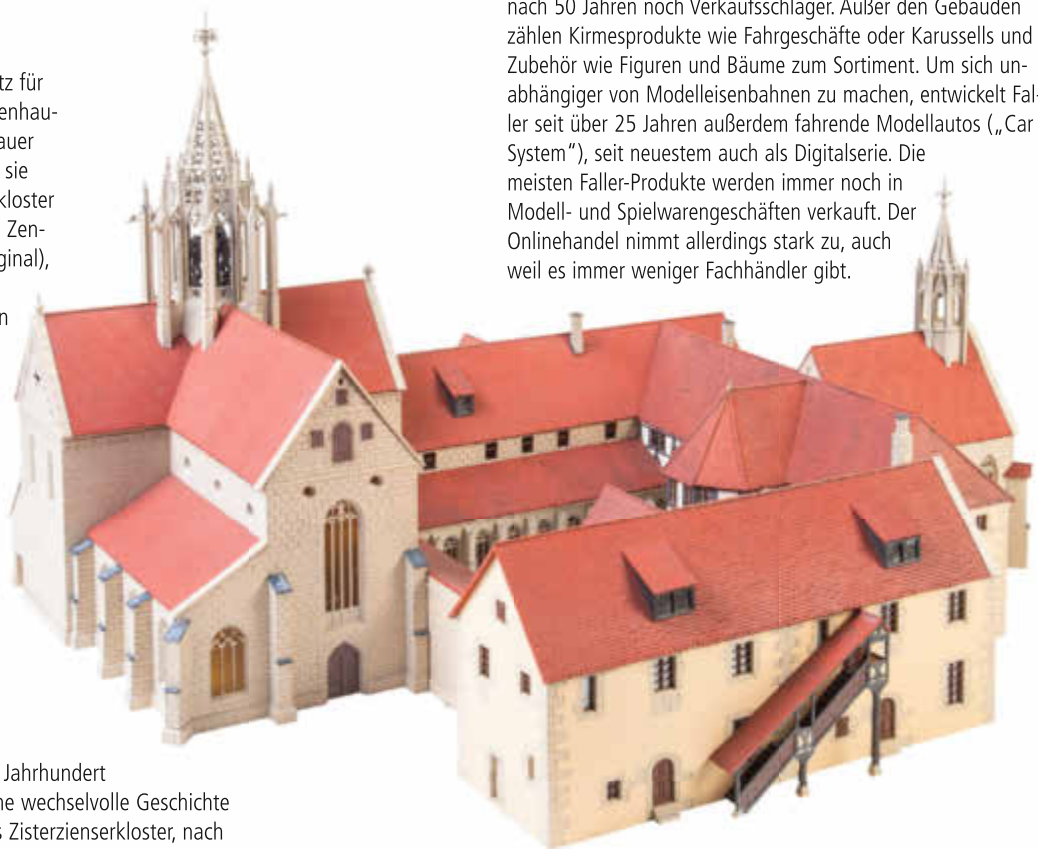 tz für
enhau-
auer
sie
kloster
Zen-
ginal),
n
nach 50 Jahren noch Verkaufsschlager. Außer den Gebäuden
zählen Kirmesprodukte wie Fahrgeschäfte oder Karussells und
Zubehör wie Figuren und Bäume zum Sortiment. Um sich un-
abhängiger von Modelleisenbahnen zu machen, entwickelt Fal-
ler seit über 25 Jahren außerdem fahrende Modellautos („Car
System“), seit neuestem auch als Digitalserie. Die
meisten Faller-Produkte werden immer noch in
Modell- und Spielwarengeschäften verkauft. Der
Onlinehandel nimmt allerdings stark zu, auch
weil es immer weniger Fachhändler gibt.
Jahrhundert
ne wechselvolle Geschichte
s Zisterzienserkloster, nach